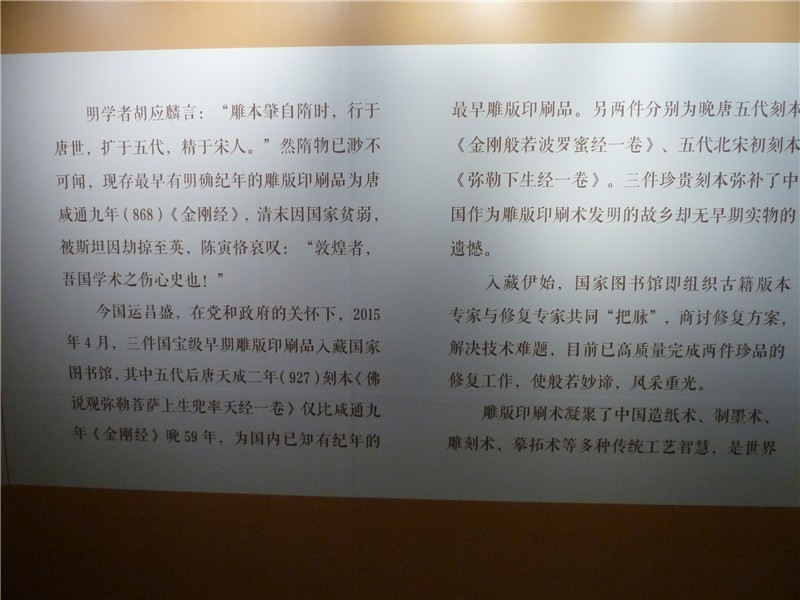 明学者胡应麟言：“雕本肇自隋时，行于
唐世，扩于五代，精于宋人。”然隋物已渺不
可闻，现存最早有明确纪年的雕版印刷品为唐
咸通九年（868）《金刚经》，清末因国家贫弱，
被斯坦因劫掠至英，陈寅恪哀叹：“敦煌者，
吾国学术之伤心史也！”
今国运昌盛，在党和政府的关怀下，2015
年4月，三件国宝级早期雕版印刷品入藏国家
图书馆，其中五代后唐天成二年（927）刻本《佛
说观弥勒菩萨上生兜率天经一卷》仅比咸通九
年《金刚经》晚59年，为国内已知有纪年的
最早雕版印刷品。另两件分别为晚唐五代刻本
《金刚般若波罗蜜经一卷》、五代北宋初刻本
《弥勒下生经一卷》。三件珍贵刻本弥补了中
国作为雕版印刷术发明的故乡却无早期实物的
遗憾。
入藏伊始，国家图书馆即组织古籍版本
专家与修复专家共同“把脉”，商讨修复方案，
解决技术难题，目前已高质量完成两件珍品的
修复工作，使般若妙谛，风采重光。
雕版印刷术凝聚了中国造纸术、制墨术、
雕刻术、摹拓术等多种传统工艺智慧，是世界